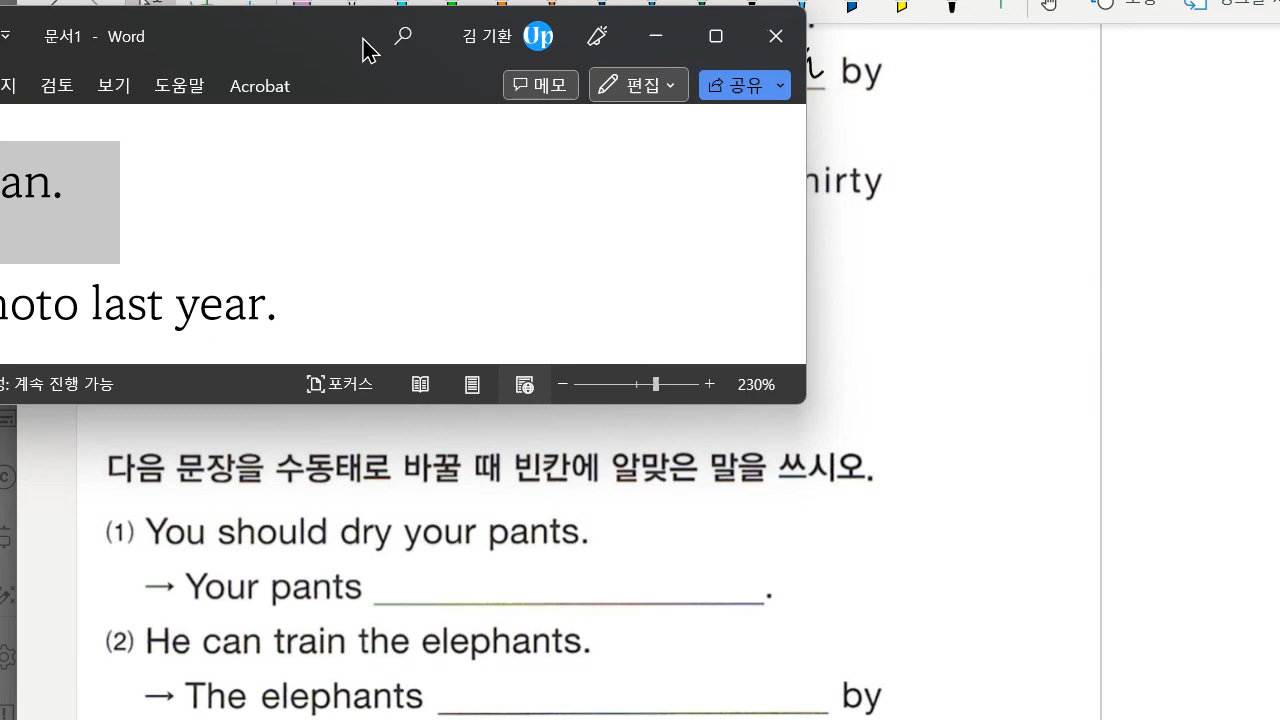 문서1 - Word
김 기환
Up
지 검토 보기 도움말 Acrobat
메모
편집
공유
by
an.
hirty
hoto last year.
: 계속 진행 가능
포커스
230%
다음 문장을 수동태로 바꿀 때 빈칸에 알맞은 말을 쓰시오.
(1) You should dry your pants.
→ Your pants ____________.
(2) He can train the elephants.
→ The elephants ____________ by